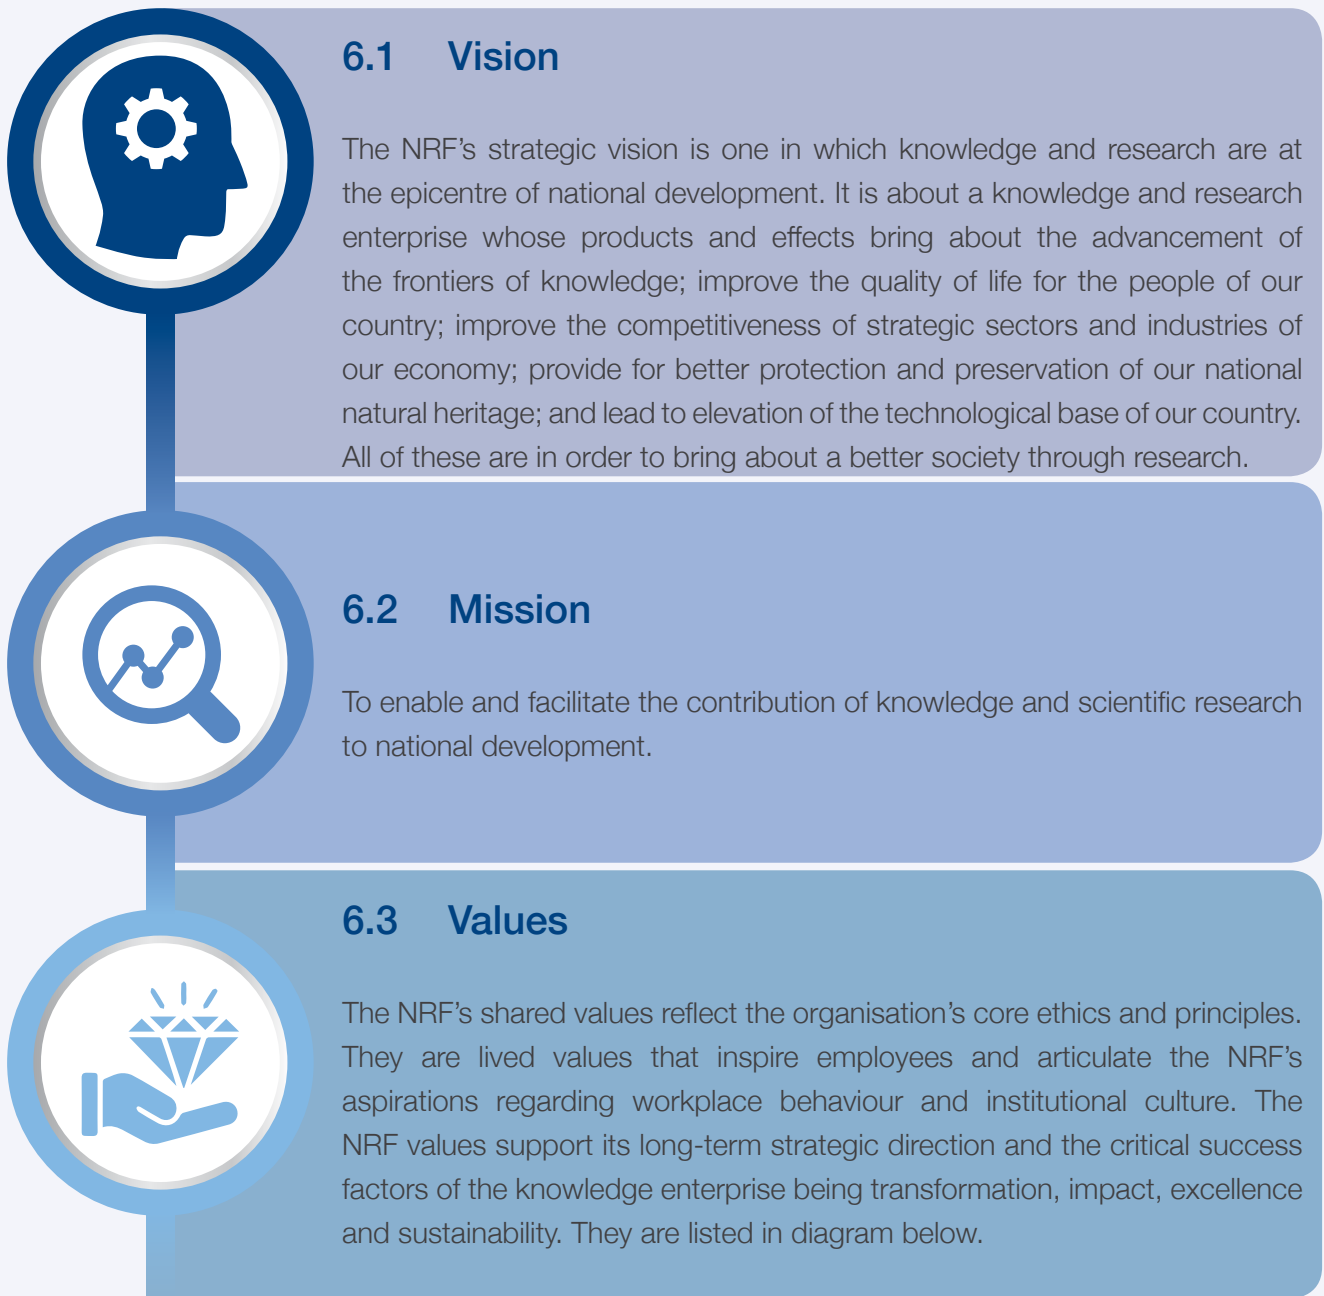 6.1 Vision
The NRF’s strategic vision is one in which knowledge and research are at
the epicentre of national development. It is about a knowledge and research
enterprise whose products and effects bring about the advancement of
the frontiers of knowledge; improve the quality of life for the people of our
country; improve the competitiveness of strategic sectors and industries of
our economy; provide for better protection and preservation of our national
natural heritage; and lead to elevation of the technological base of our country.
All of these are in order to bring about a better society through research.
6.2 Mission
To enable and facilitate the contribution of knowledge and scientific research
to national development.
6.3 Values
The NRF’s shared values reflect the organisation’s core ethics and principles.
They are lived values that inspire employees and articulate the NRF’s
aspirations regarding workplace behaviour and institutional culture. The
NRF values support its long-term strategic direction and the critical success
factors of the knowledge enterprise being transformation, impact, excellence
and sustainability. They are listed in diagram below.